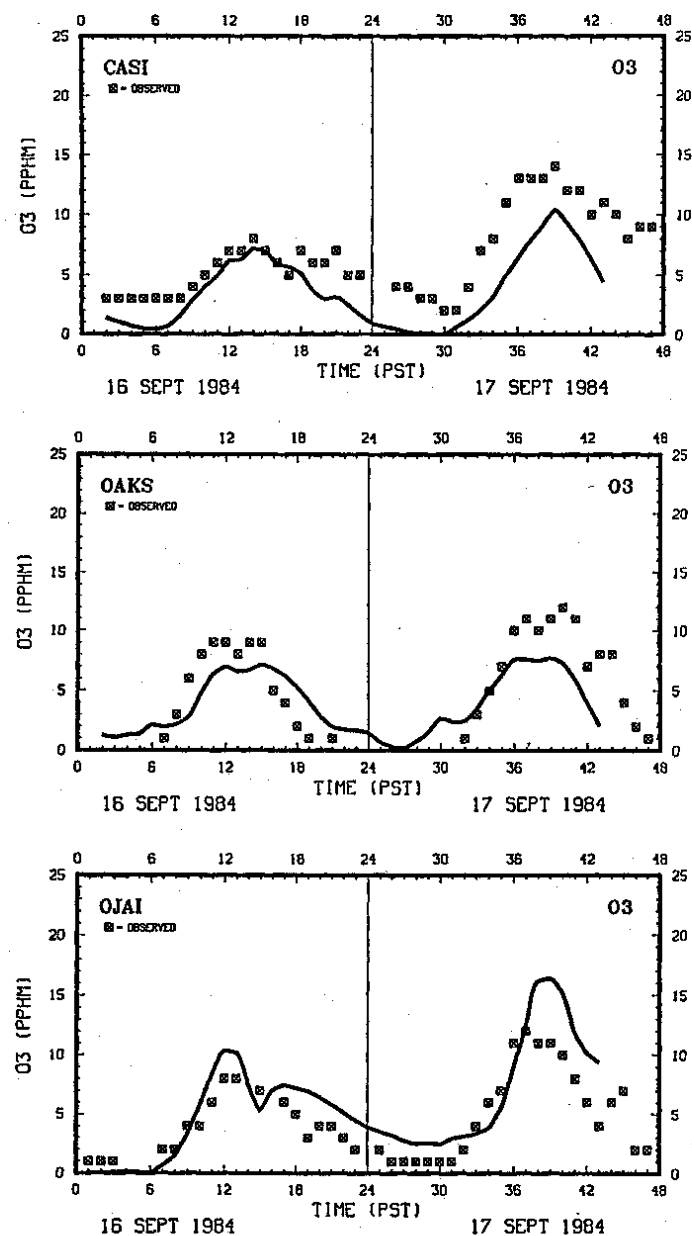 0 6 12 18 24 30 36 42 48
25 CASI O3 25
▩ - OBSERVED
20 20
15 15
O3 (PPHM)
10 10
5 5
0 0
0 6 12 18 24 30 36 42 48
TIME (PST)
16 SEPT 1984 17 SEPT 1984
0 6 12 18 24 30 36 42 48
25 25
OAKS O3
▩ - OBSERVED
20 20
15 15
O3 (PPHM)
10 10
5 5
0 0
0 6 12 18 24 30 36 42 48
TIME (PST)
16 SEPT 1984 17 SEPT 1984
0 6 12 18 24 30 36 42 48
25 25
OJAI O3
▩ - OBSERVED
20 20
15 15
O3 (PPHM)
10 10
5 5
0 0
0 6 12 18 24 30 36 42 48
TIME (PST)
16 SEPT 1984 17 SEPT 1984